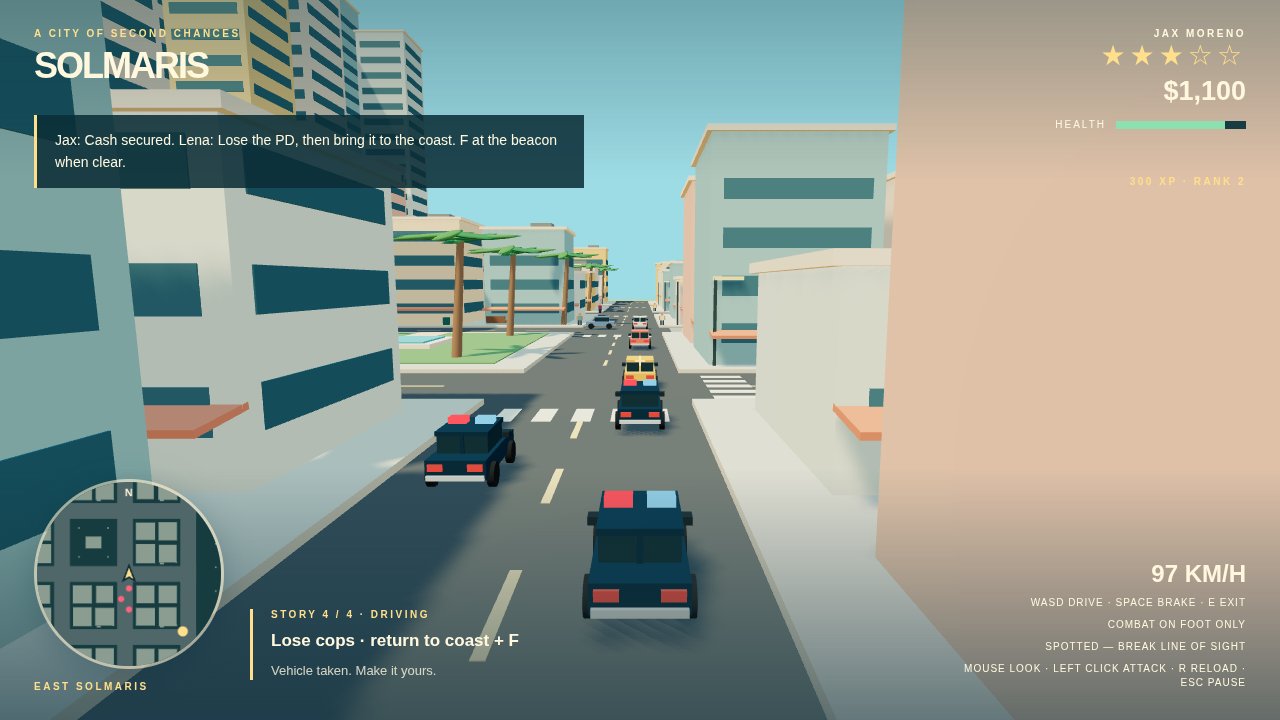 A CITY OF SECOND CHANCES
SOLMARIS
JAX MORENO
★★★☆☆
$1,100
HEALTH
300 XP · RANK 2
Jax: Cash secured. Lena: Lose the PD, then bring it to the coast. F at the beacon
when clear.
N
EAST SOLMARIS
STORY 4 / 4 · DRIVING
Lose cops · return to coast + F
Vehicle taken. Make it yours.
97 KM/H
WASD DRIVE · SPACE BRAKE · E EXIT
COMBAT ON FOOT ONLY
SPOTTED — BREAK LINE OF SIGHT
MOUSE LOOK · LEFT CLICK ATTACK · R RELOAD ·
ESC PAUSE